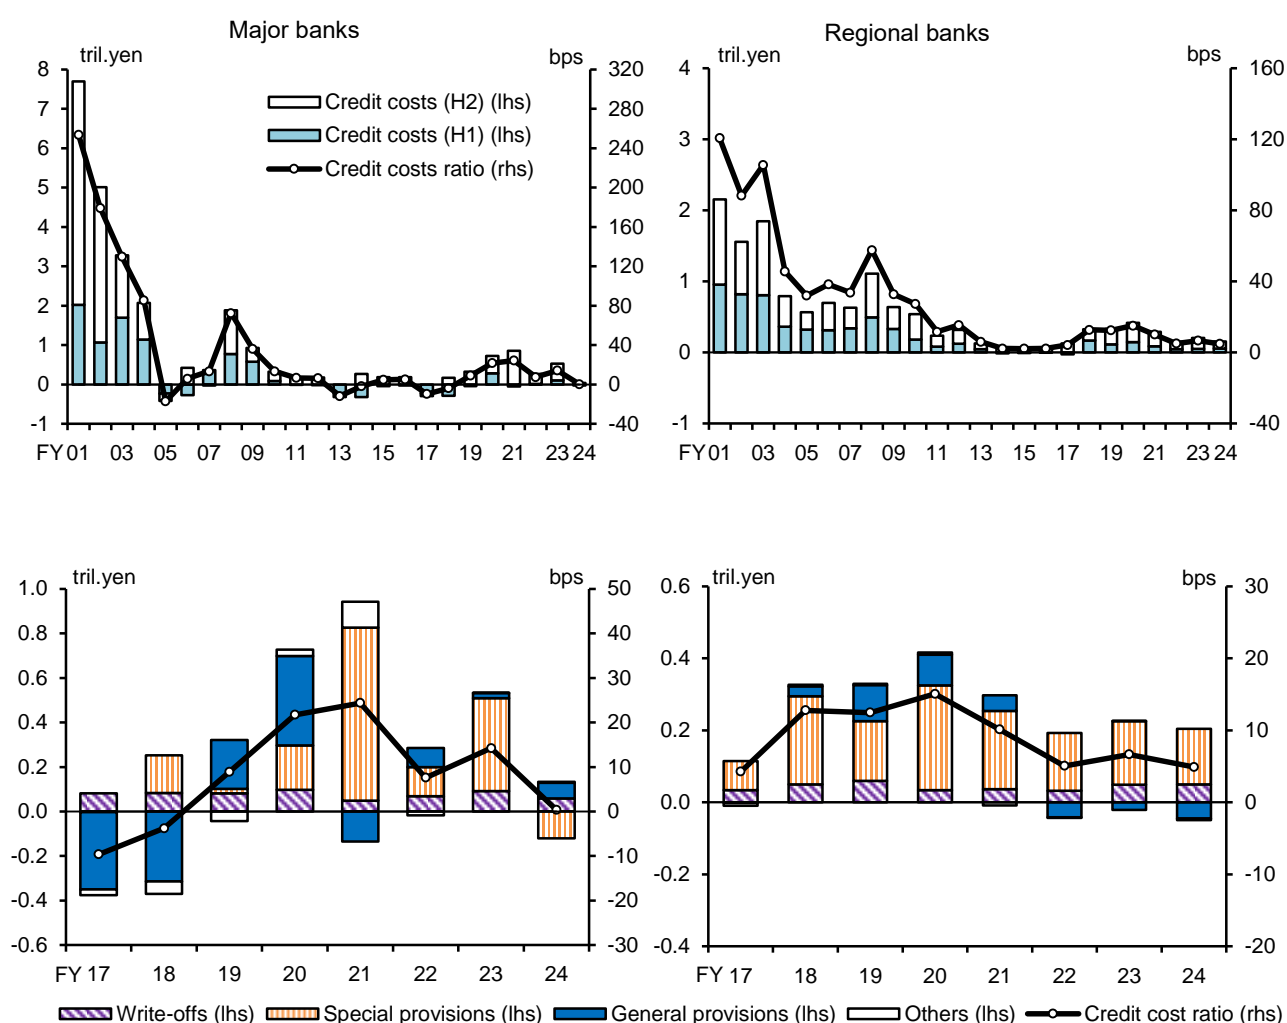 Major banks
tril.yen bps
8 320
7 280
6 240
5 200
4 160
3 120
2 80
1 40
0 0
-1 -40
Credit costs (H2) (lhs)
Credit costs (H1) (lhs)
Credit costs ratio (rhs)
FY 01 03 05 07 09 11 13 15 17 19 21 23 24
Regional banks
tril.yen bps
4 160
3 120
2 80
1 40
0 0
-1 -40
FY 01 03 05 07 09 11 13 15 17 19 21 23 24
tril.yen bps
1.0 50
0.8 40
0.6 30
0.4 20
0.2 10
0.0 0
-0.2 -10
-0.4 -20
-0.6 -30
FY 17 18 19 20 21 22 23 24
tril.yen bps
0.6 30
0.4 20
0.2 10
0.0 0
-0.2 -10
-0.4 -20
FY 17 18 19 20 21 22 23 24
Write-offs (lhs) Special provisions (lhs) General provisions (lhs) Others (lhs) Credit cost ratio (rhs)